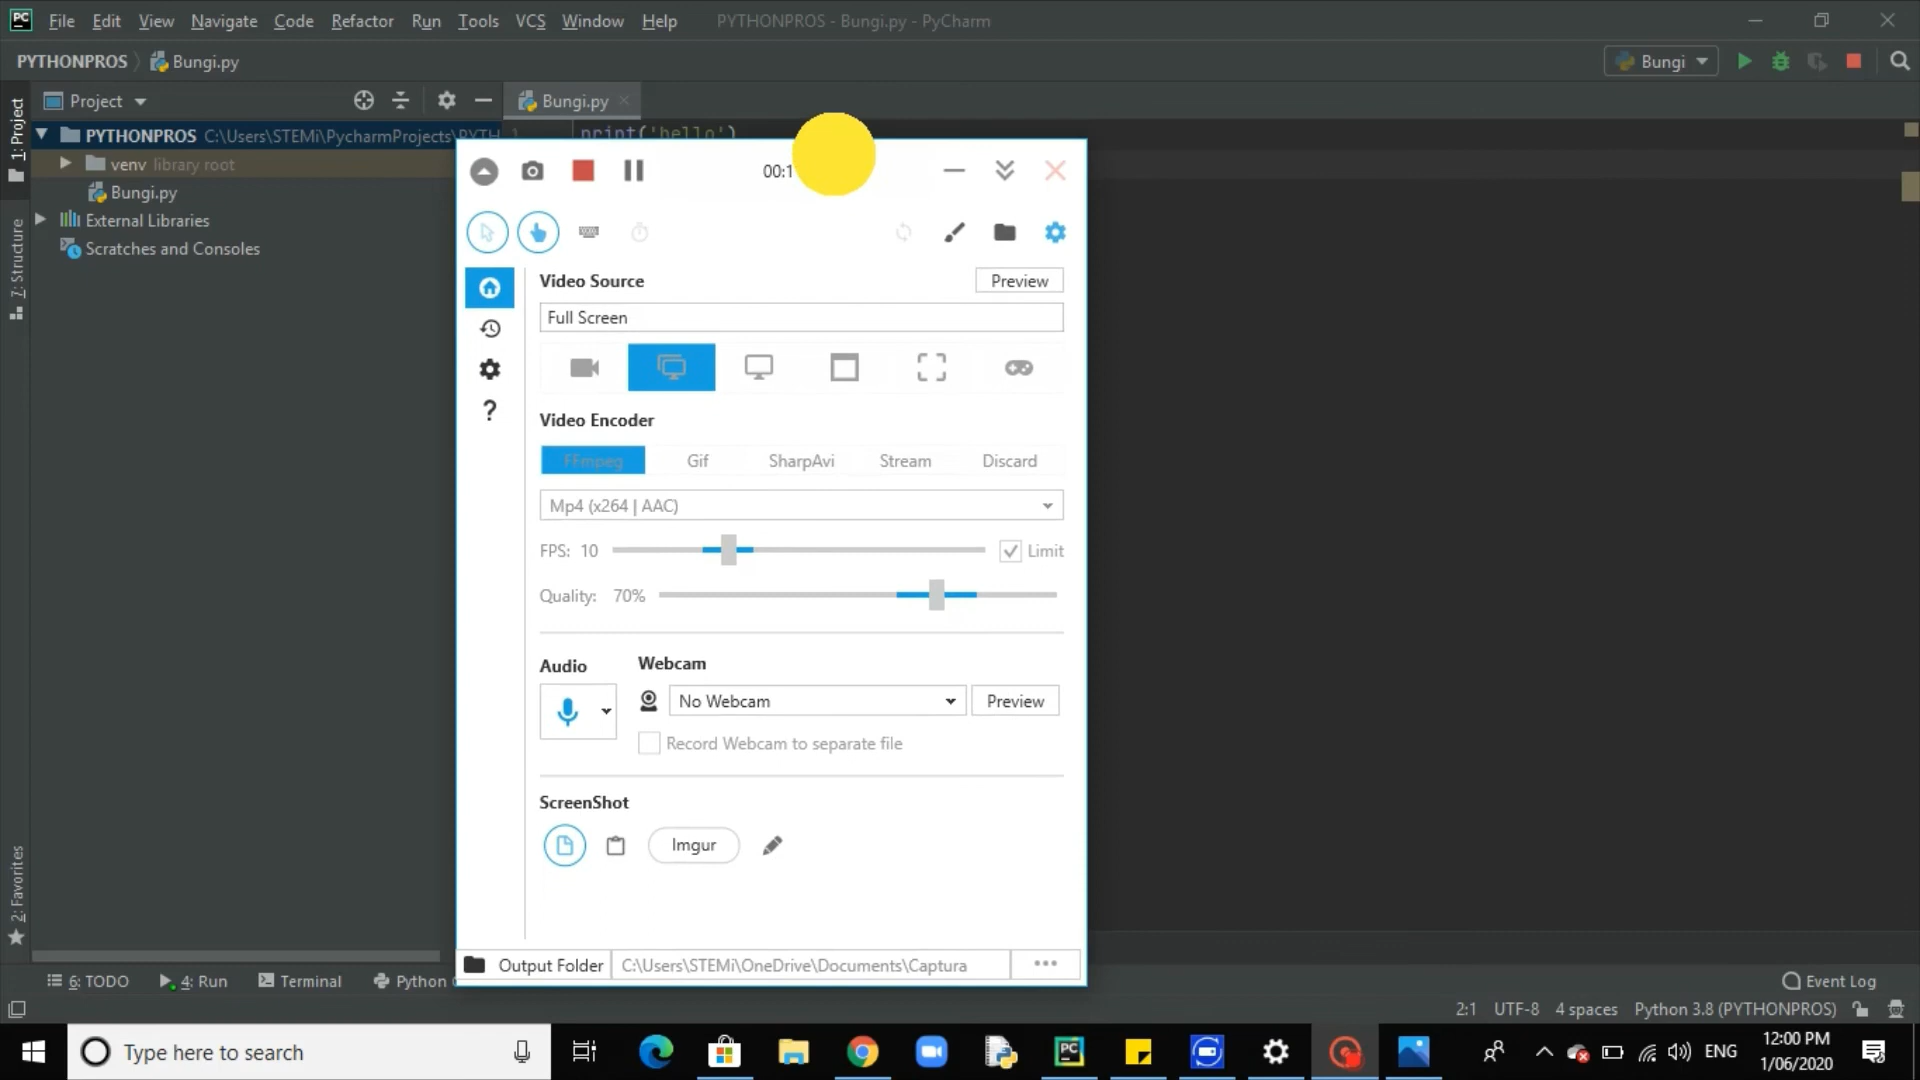 PC File Edit View Navigate Code Refactor Run Tools VCS Window Help PYTHONPROS - Bungi.py - PyCharm
PYTHONPROS Bungi.py Bungi
Project Bungi.py
1: Project
PYTHONPROS C:\Users\STEMi\PycharmProjects\PYTH
1 print('hello')
venv library root
Bungi.py
External Libraries
Scratches and Consoles
7: Structure
2: Favorites
00:1
Video Source Preview
Full Screen
Video Encoder
FFmpeg Gif SharpAvi Stream Discard
Mp4 (x264 | AAC)
FPS: 10 Limit
Quality: 70%
Audio Webcam
No Webcam Preview
Record Webcam to separate file
ScreenShot
Imgur
Output Folder C:\Users\STEMi\OneDrive\Documents\Captura ...
6: TODO 4: Run Terminal Python Event Log
2:1 UTF-8 4 spaces Python 3.8 (PYTHONPROS)
Type here to search PC ENG 12:00 PM
1/06/2020